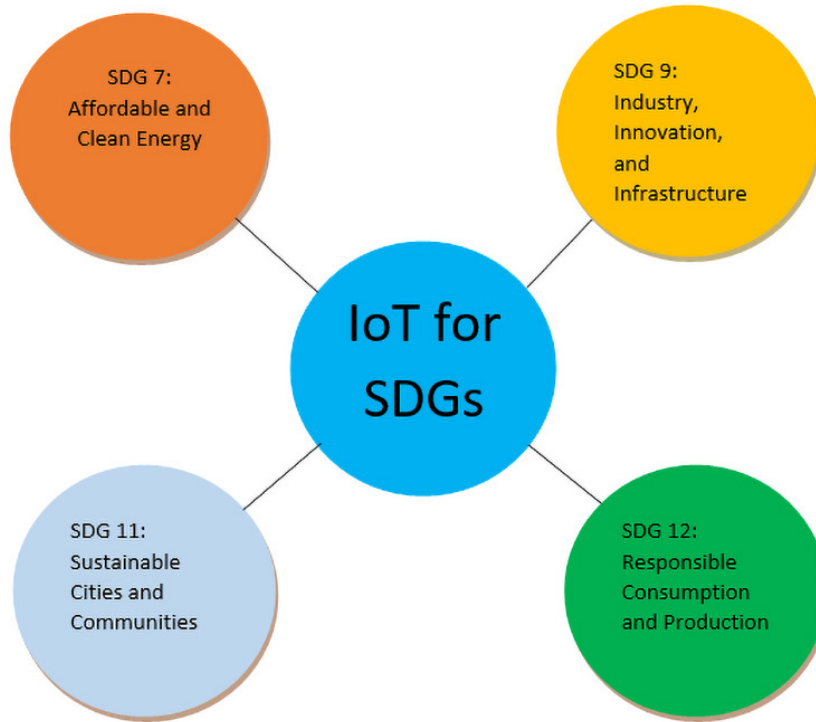 SDG 7:
Affordable and
Clean Energy
SDG 9:
Industry,
Innovation,
and
Infrastructure
IoT for
SDGs
SDG 11:
Sustainable
Cities and
Communities
SDG 12:
Responsible
Consumption
and Production